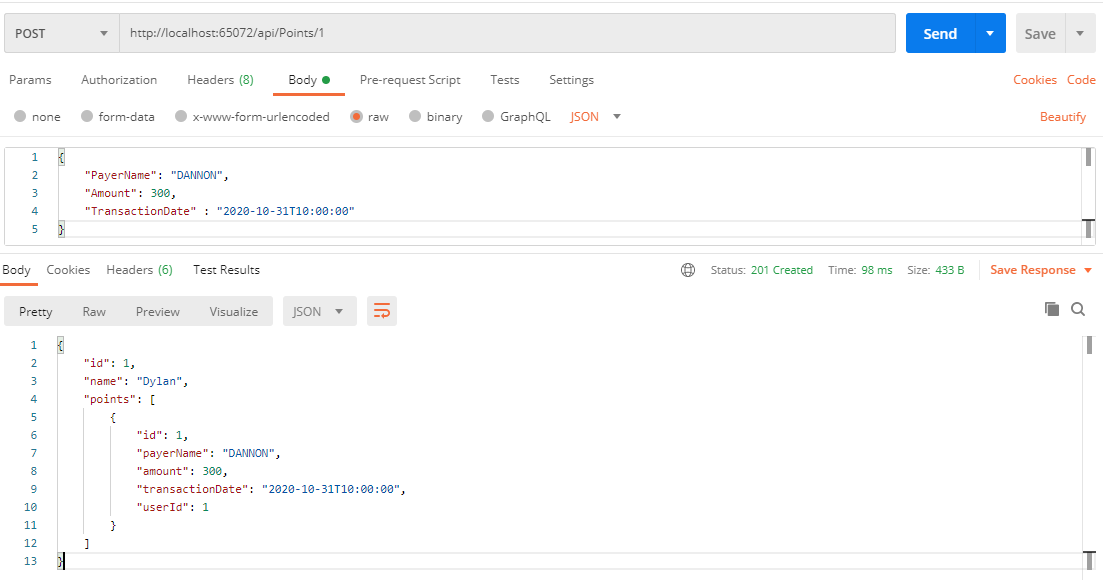 POST http://localhost:65072/api/Points/1 Send Save
Params Authorization Headers (8) Body Pre-request Script Tests Settings Cookies Code
none form-data x-www-form-urlencoded raw binary GraphQL JSON Beautify
1 {
2 "PayerName": "DANNON",
3 "Amount": 300,
4 "TransactionDate" : "2020-10-31T10:00:00"
5 }
Body Cookies Headers (6) Test Results Status: 201 Created Time: 98 ms Size: 433 B Save Response
Pretty Raw Preview Visualize JSON
1 {
2 "id": 1,
3 "name": "Dylan",
4 "points": [
5 {
6 "id": 1,
7 "payerName": "DANNON",
8 "amount": 300,
9 "transactionDate": "2020-10-31T10:00:00",
10 "userId": 1
11 }
12 ]
13 }